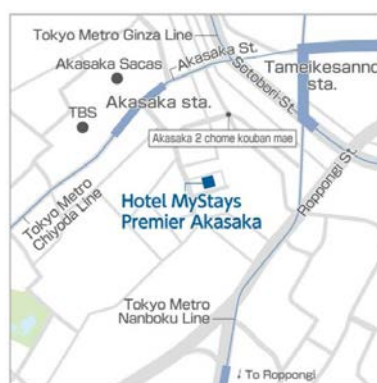 Tokyo Metro Ginza Line
Akasaka St.
Akasaka Sacas
Sotobori St.
Tameikesanno
sta.
Akasaka sta.
TBS
Akasaka 2 chome kouban mae
Hotel MyStays
Premier Akasaka
Roppongi St.
Tokyo Metro
Chiyoda Line
Tokyo Metro
Nanboku Line
↓ To Roppongi